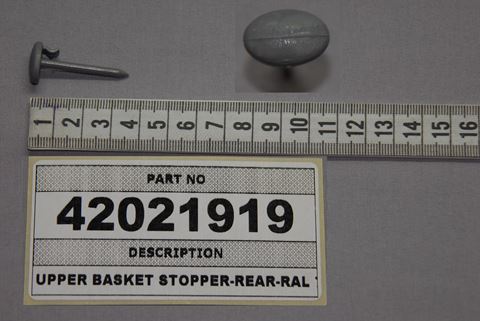 1 2 3 4 5 6 7 8 9 10 11 12 13 14 15 16
PART NO
42021919
DESCRIPTION
UPPER BASKET STOPPER-REAR-RAL